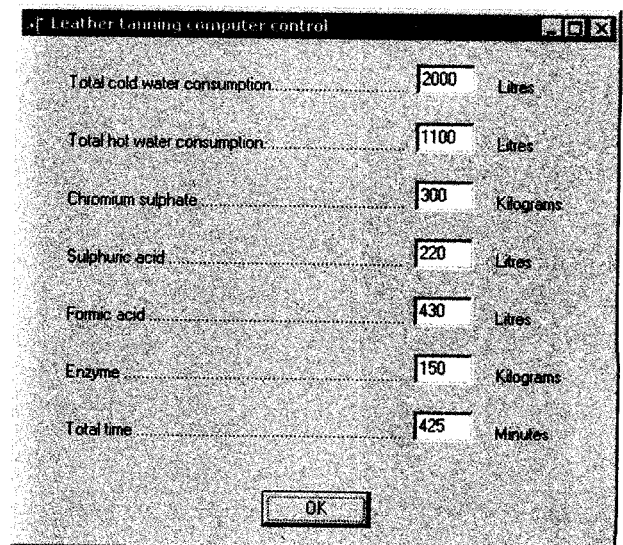 Leather tanning computer control
Total cold water consumption 2000 Litres
Total hot water consumption 1100 Litres
Chromium sulphate 300 Kilograms
Sulphuric acid 220 Litres
Formic acid 430 Litres
Enzyme 150 Kilograms
Total time 425 Minutes
OK